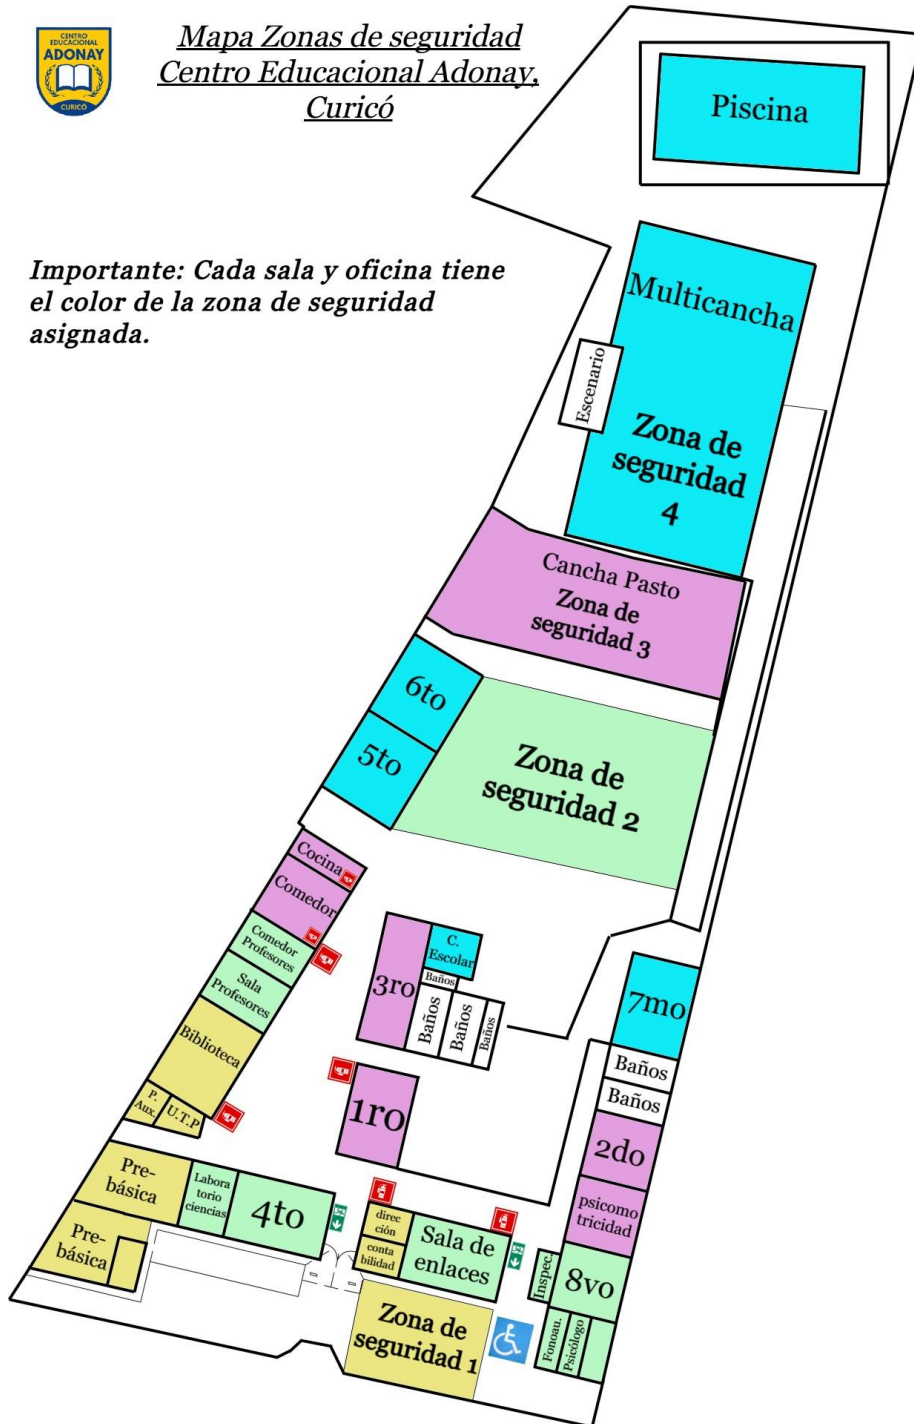 CENTRO
EDUCACIONAL
ADONAY
CURICÓ
Mapa Zonas de seguridad
Centro Educacional Adonay,
Curicó
Importante: Cada sala y oficina tiene
el color de la zona de seguridad
asignada.
Piscina
Multicancha
Escenario
Zona de
seguridad
4
Cancha Pasto
Zona de
seguridad 3
6to
5to
Zona de
seguridad 2
Cocina
Comedor
Comedor
Profesores
Sala
Profesores
Biblioteca
P.
Aux.
U.T.P
3ro
C.
Escolar
Baños
Baños
Baños
Baños
1ro
7mo
Baños
Baños
2do
psicomo
tricidad
8vo
Inspec.
Fonoau.
Psicólogo
Pre-
básica
Labora
torio
ciencias
4to
Pre-
básica
direc
ción
conta
bilidad
Sala de
enlaces
Zona de
seguridad 1